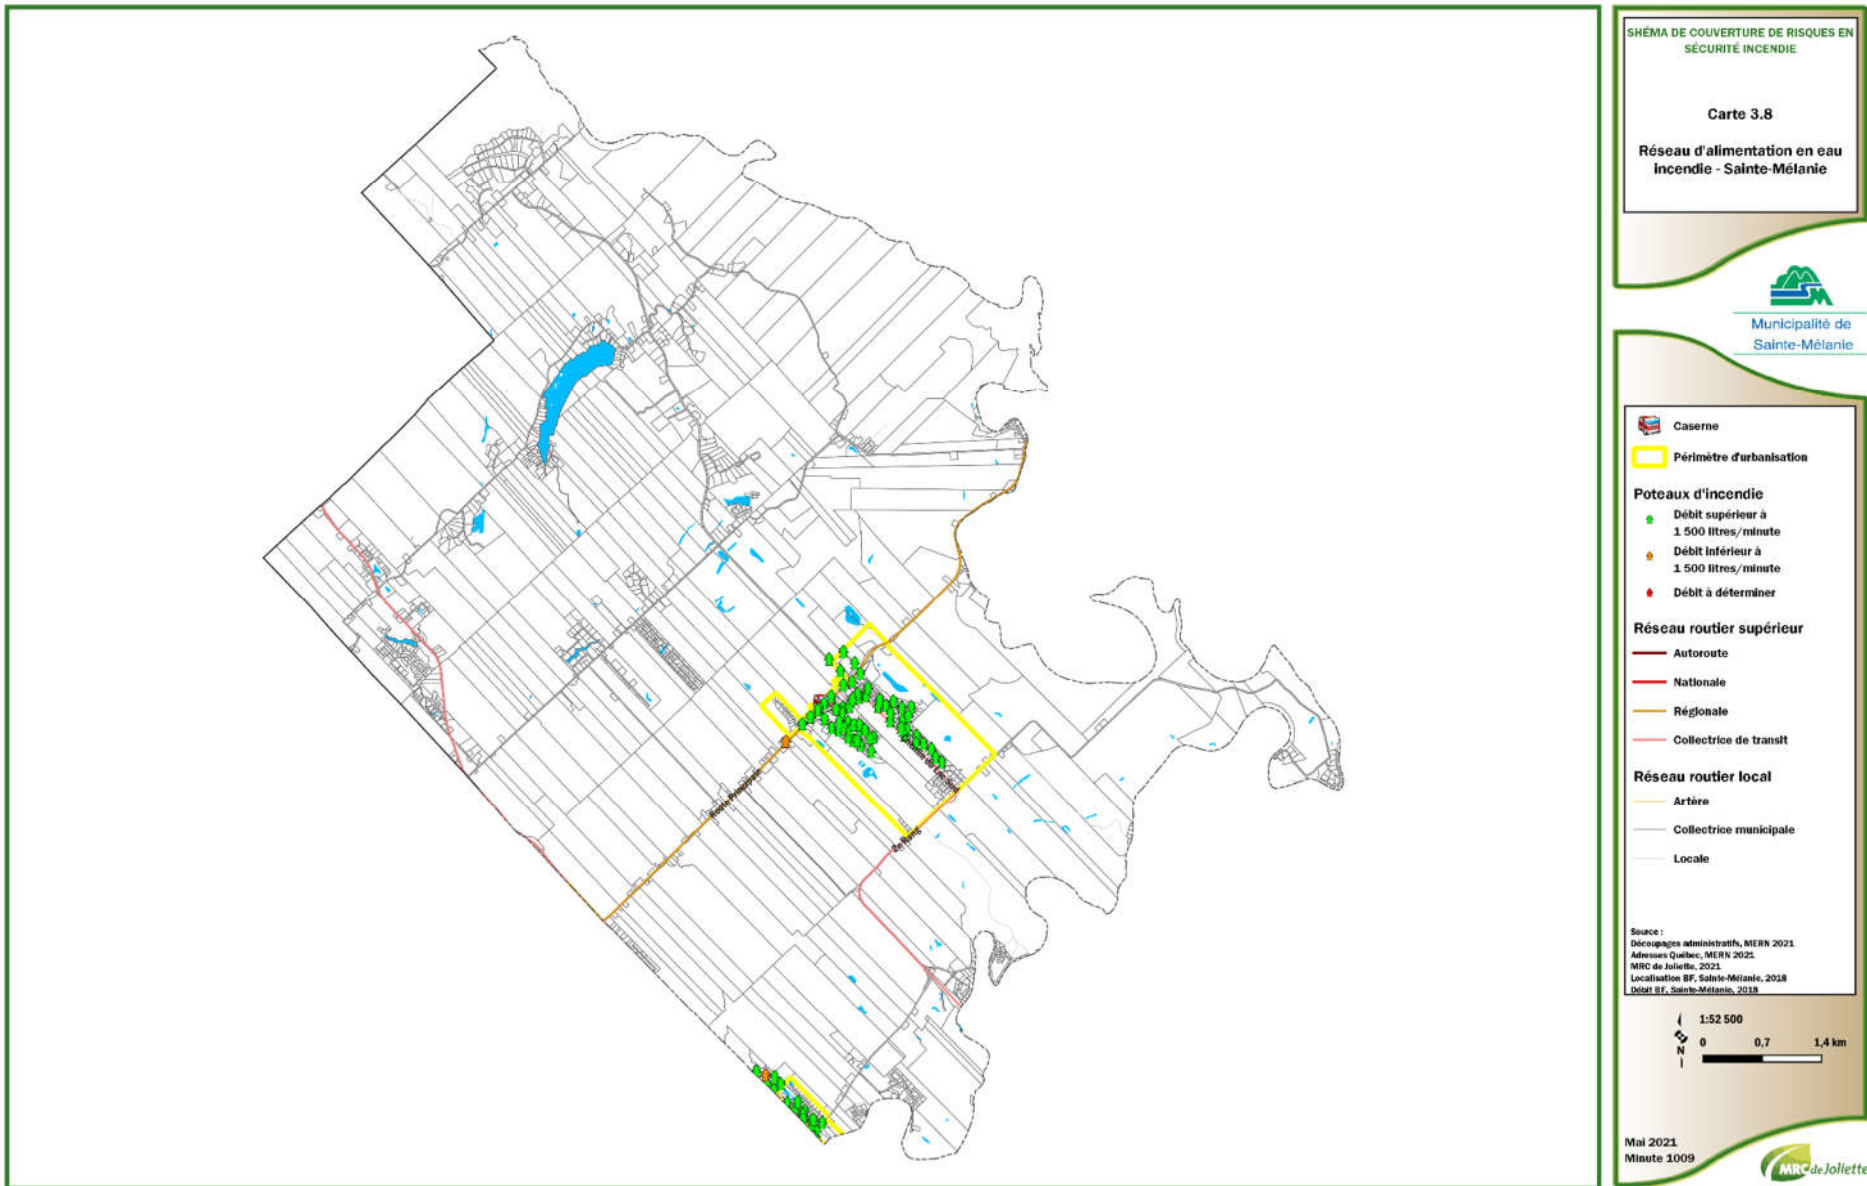 SHÉMA DE COUVERTURE DE RISQUES EN
SÉCURITÉ INCENDIE
Carte 3.8
Réseau d'alimentation en eau
incendie - Sainte-Mélanie
Municipalité de
Sainte-Mélanie
Caserne
Périmètre d'urbanisation
Poteaux d'incendie
Débit supérieur à
1 500 litres/minute
Débit inférieur à
1 500 litres/minute
Débit à déterminer
Réseau routier supérieur
Autoroute
Nationale
Régionale
Collectrice de transit
Réseau routier local
Artère
Collectrice municipale
Locale
Source :
Découpages administratifs, MERN 2021
Adresses Québec, MERN 2021
MRC de Joliette, 2021
Localisation BF, Sainte-Mélanie, 2018
Débit BF, Sainte-Mélanie, 2018
1:52 500
0 0,7 1,4 km
N
Mai 2021
Minute 1009
MRC de Joliette
Route Principale
2e Rang